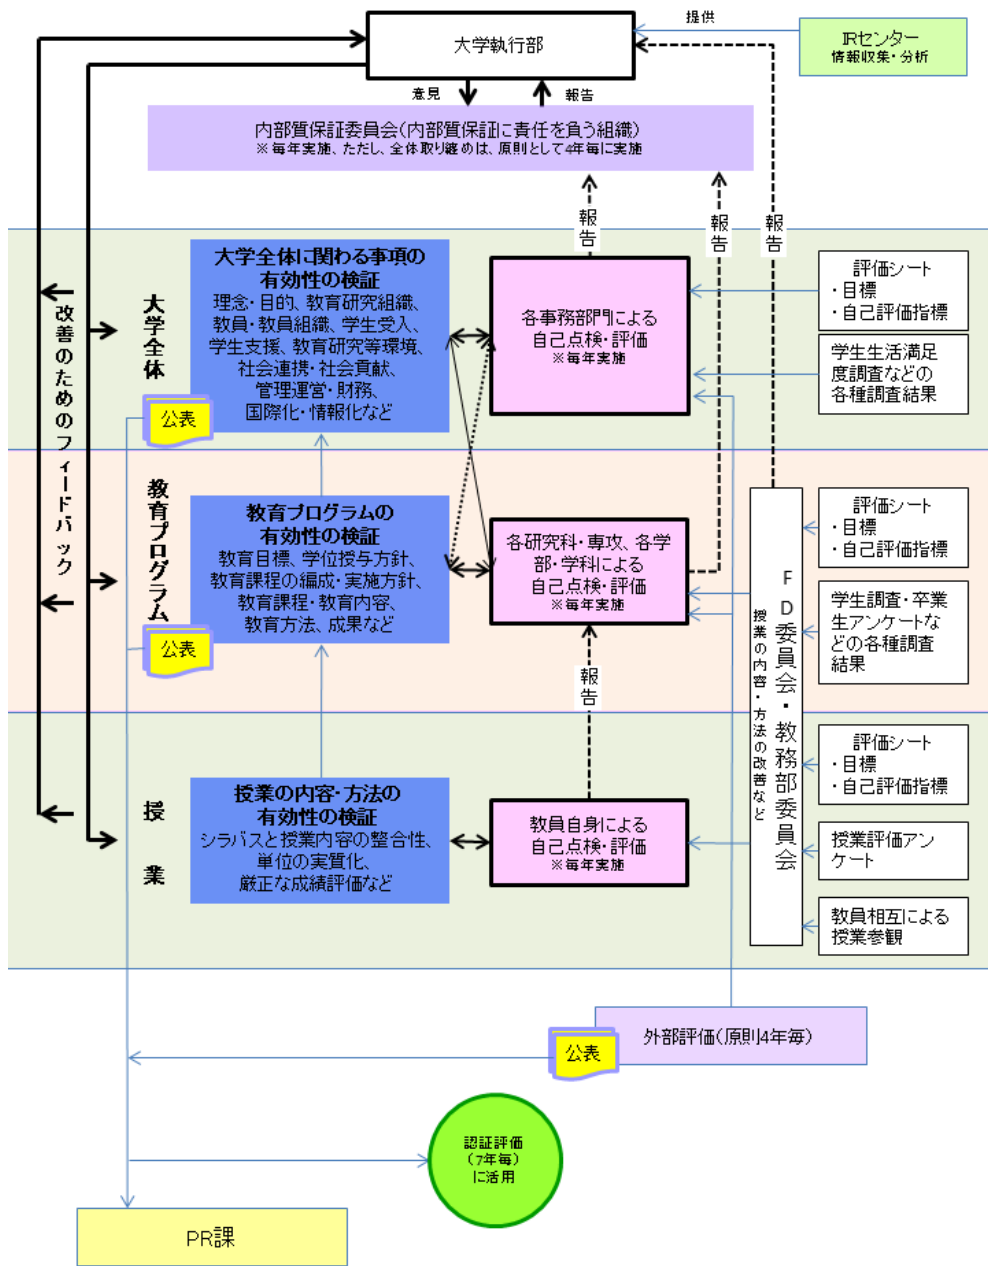 提供
大学執行部
IRセンター
情報収集・分析
意見
報告
内部質保証委員会(内部質保証に責任を負う組織)
※毎年実施、ただし、全体取り纏めは、原則として4年毎に実施
報告
報告
報告
改善のためのフィードバック
大学全体
大学全体に関わる事項の
有効性の検証
理念・目的、教育研究組織、
教員・教員組織、学生受入、
学生支援、教育研究等環境、
社会連携・社会貢献、
管理運営・財務、
国際化・情報化など
公表
各事務部門による
自己点検・評価
※毎年実施
評価シート
・目標
・自己評価指標
学生生活満足
度調査などの
各種調査結果
教育プログラム
教育プログラムの
有効性の検証
教育目標、学位授与方針、
教育課程の編成・実施方針、
教育課程・教育内容、
教育方法、成果など
公表
各研究科・専攻、各学
部・学科による
自己点検・評価
※毎年実施
報告
FD委員会・教務部委員会
授業の内容・方法の改善など
評価シート
・目標
・自己評価指標
学生調査・卒業
生アンケートな
どの各種調査
結果
授業
授業の内容・方法の
有効性の検証
シラバスと授業内容の整合性、
単位の実質化、
厳正な成績評価など
教員自身による
自己点検・評価
※毎年実施
評価シート
・目標
・自己評価指標
授業評価アン
ケート
教員相互による
授業参観
外部評価(原則4年毎)
公表
認証評価
(7年毎)
に活用
PR課